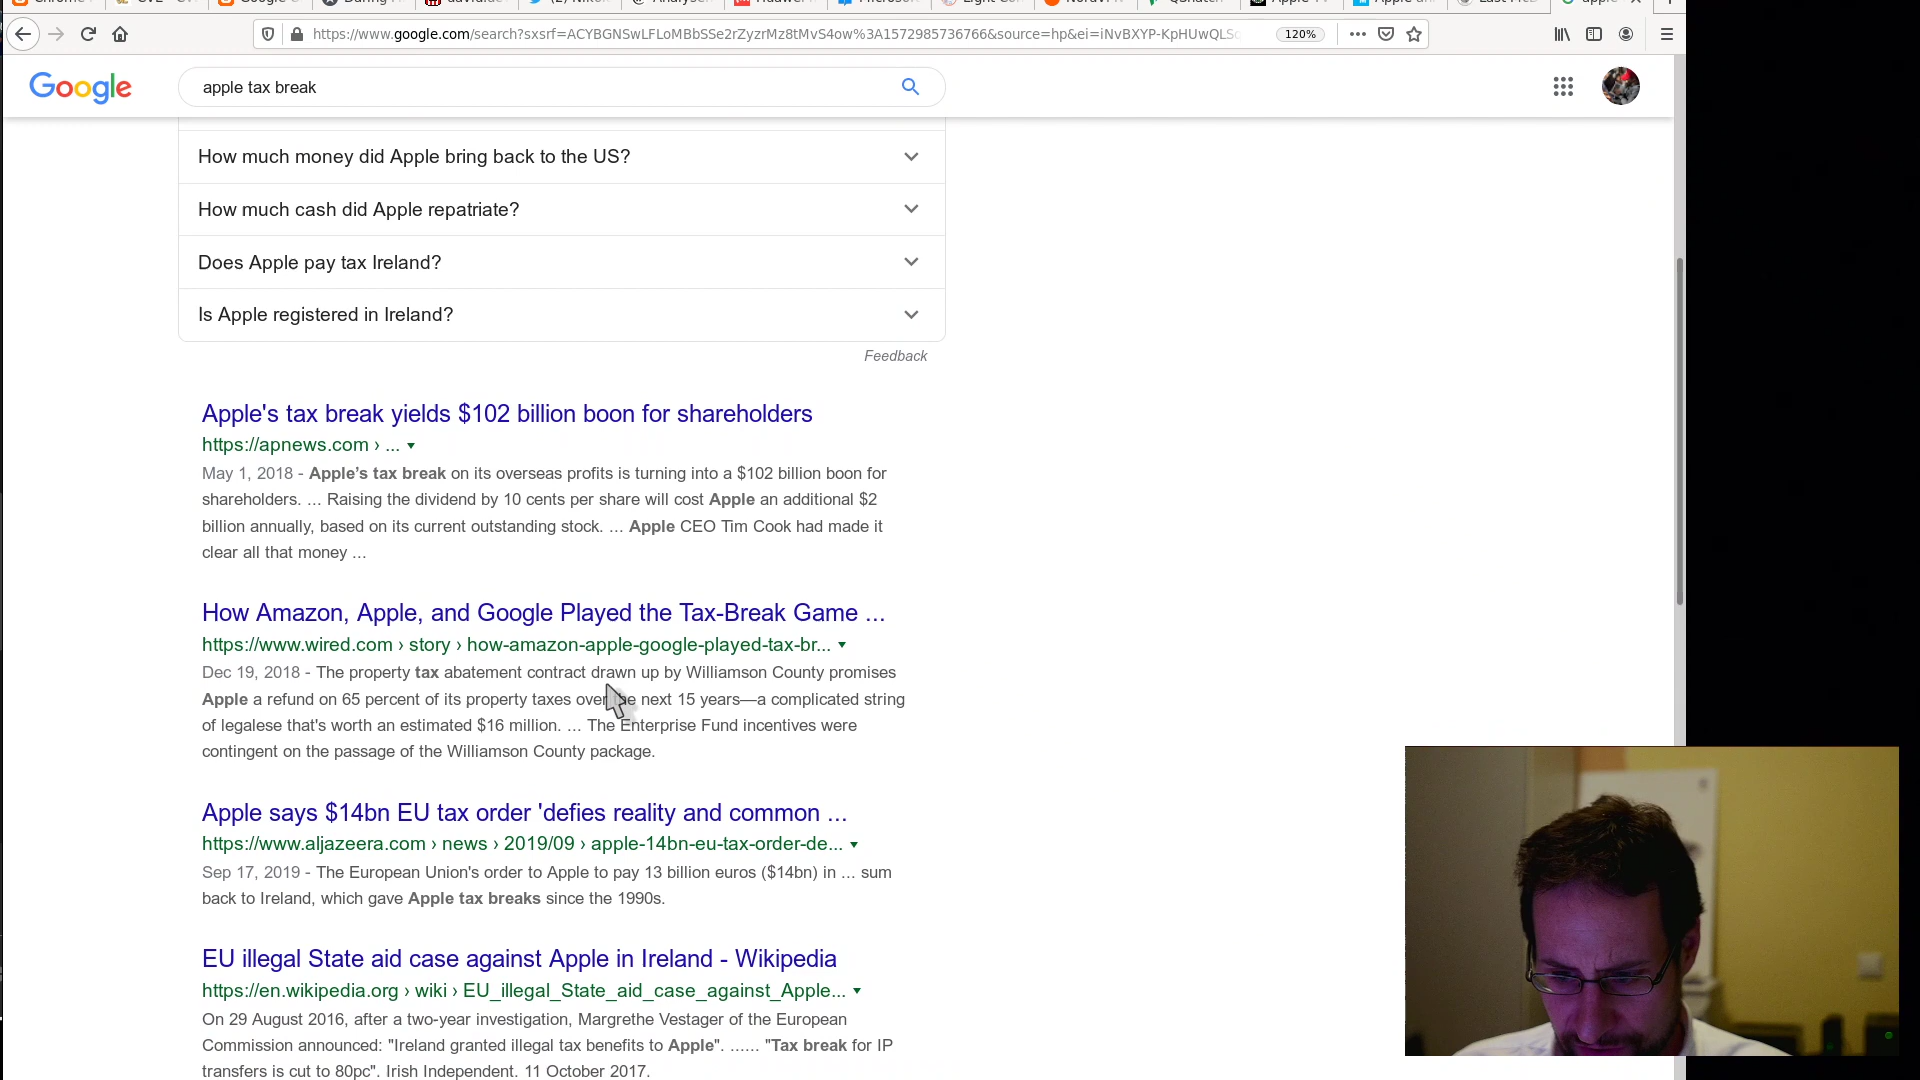 https://www.google.com/search?sxsrf=ACYBGNSwLFLoMBbSSe2rZyzrMz8tMvS4ow%3A1572985736766&source=hp&ei=iNvBXYP-KpHUwQLS
120%
Google
apple tax break
How much money did Apple bring back to the US?
How much cash did Apple repatriate?
Does Apple pay tax Ireland?
Is Apple registered in Ireland?
Feedback
Apple's tax break yields $102 billion boon for shareholders
https://apnews.com › ...
May 1, 2018 - Apple’s tax break on its overseas profits is turning into a $102 billion boon for
shareholders. ... Raising the dividend by 10 cents per share will cost Apple an additional $2
billion annually, based on its current outstanding stock. ... Apple CEO Tim Cook had made it
clear all that money ...
How Amazon, Apple, and Google Played the Tax-Break Game ...
https://www.wired.com › story › how-amazon-apple-google-played-tax-br...
Dec 19, 2018 - The property tax abatement contract drawn up by Williamson County promises
Apple a refund on 65 percent of its property taxes over the next 15 years—a complicated string
of legalese that's worth an estimated $16 million. ... The Enterprise Fund incentives were
contingent on the passage of the Williamson County package.
Apple says $14bn EU tax order 'defies reality and common ...
https://www.aljazeera.com › news › 2019/09 › apple-14bn-eu-tax-order-de...
Sep 17, 2019 - The European Union's order to Apple to pay 13 billion euros ($14bn) in ... sum
back to Ireland, which gave Apple tax breaks since the 1990s.
EU illegal State aid case against Apple in Ireland - Wikipedia
https://en.wikipedia.org › wiki › EU_illegal_State_aid_case_against_Apple...
On 29 August 2016, after a two-year investigation, Margrethe Vestager of the European
Commission announced: "Ireland granted illegal tax benefits to Apple". ...... "Tax break for IP
transfers is cut to 80pc". Irish Independent. 11 October 2017.